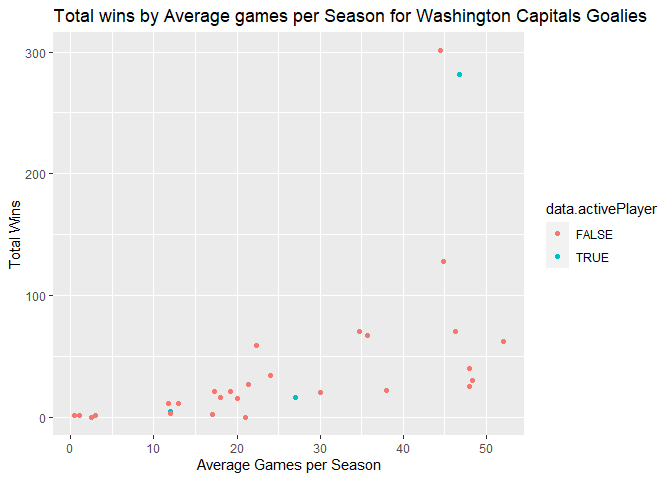 Total wins by Average games per Season for Washington Capitals Goalies
300
200
100
0
Total Wins
0 10 20 30 40 50
Average Games per Season
data.activePlayer
FALSE
TRUE